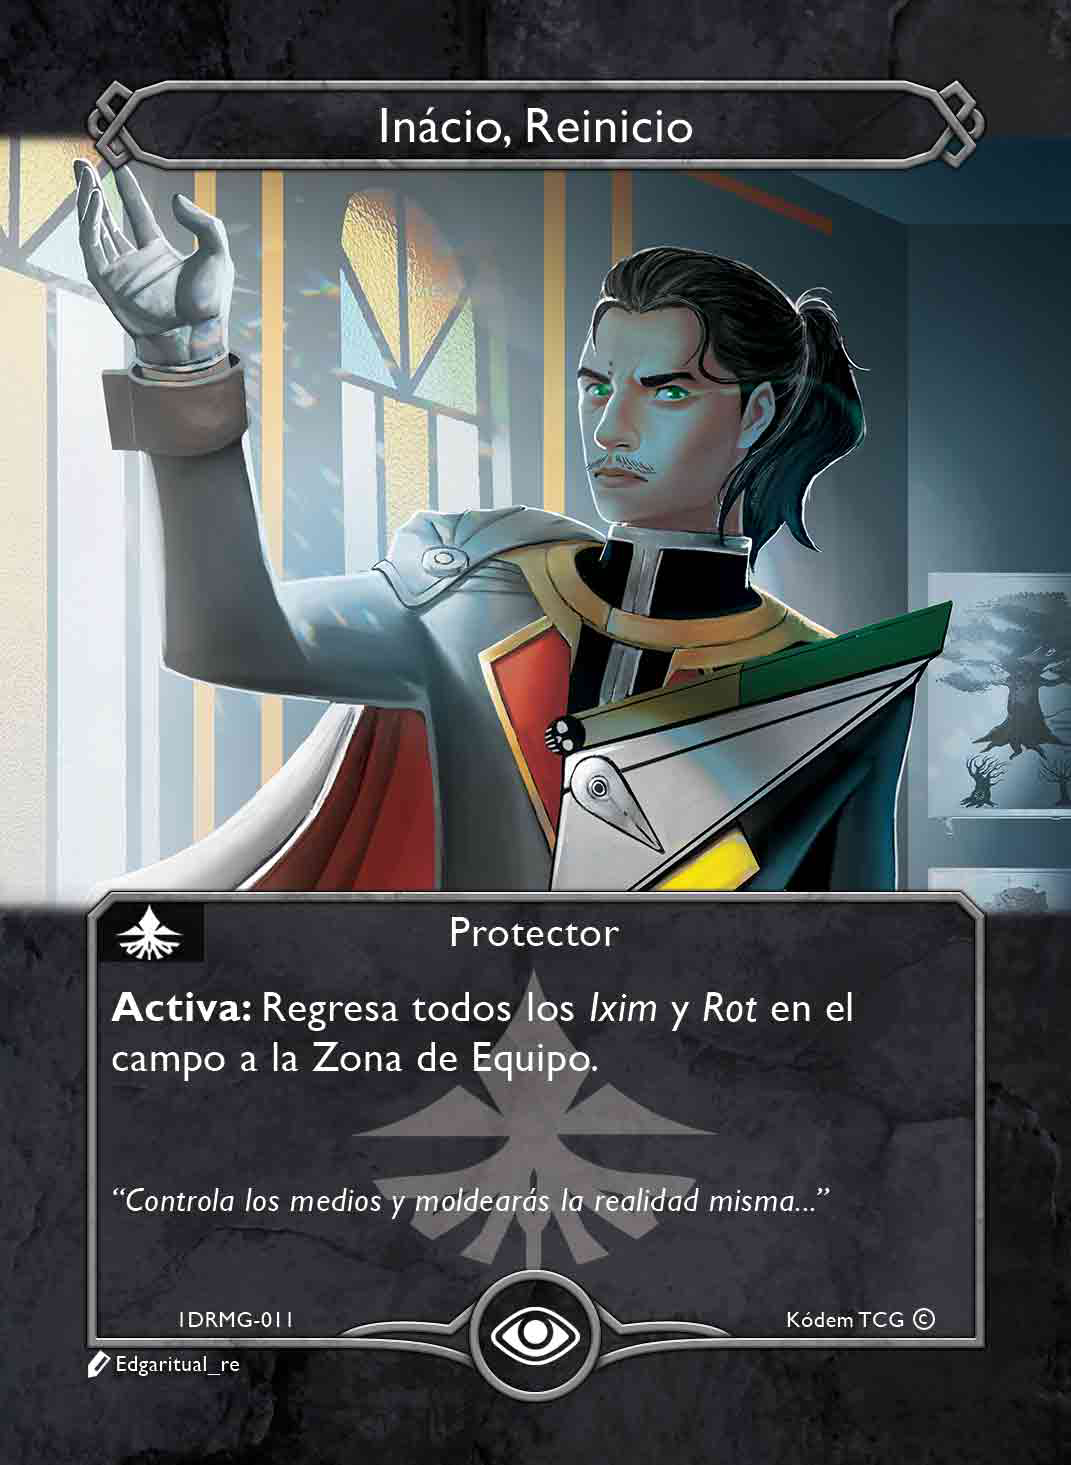 Inácio, Reinicio
Protector
Activa: Regresa todos los Ixim y Rot en el
campo a la Zona de Equipo.
“Controla los medios y moldearás la realidad misma...”
1DRMG-011
Kódem TCG ©
Edgaritual_re